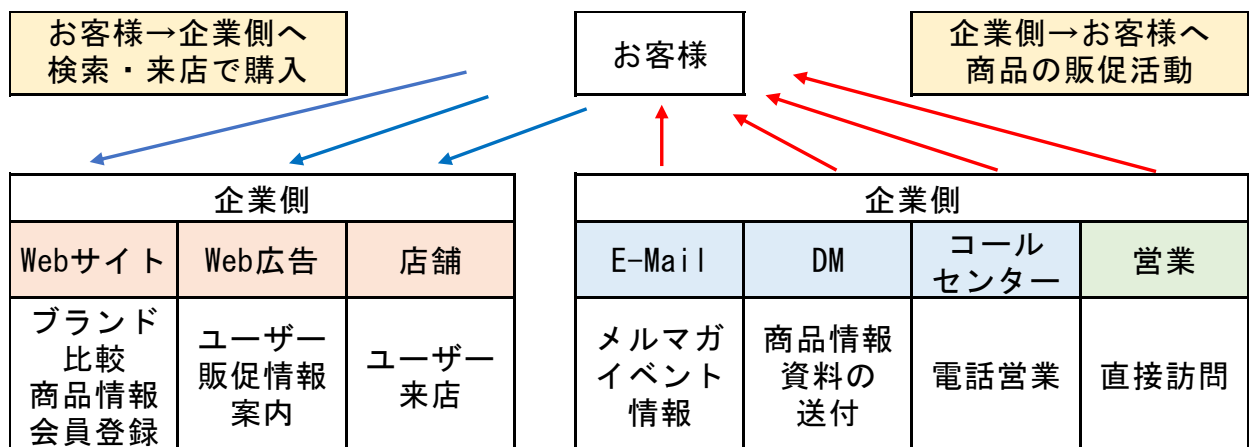 お客様→企業側へ
検索・来店で購入
お客様
企業側→お客様へ
商品の販促活動
企業側
Webサイト
Web広告
店舗
ブランド
比較
商品情報
会員登録
ユーザー
販促情報
案内
ユーザー
来店
企業側
E-Mail
DM
コール
センター
営業
メルマガ
イベント
情報
商品情報
資料の
送付
電話営業
直接訪問